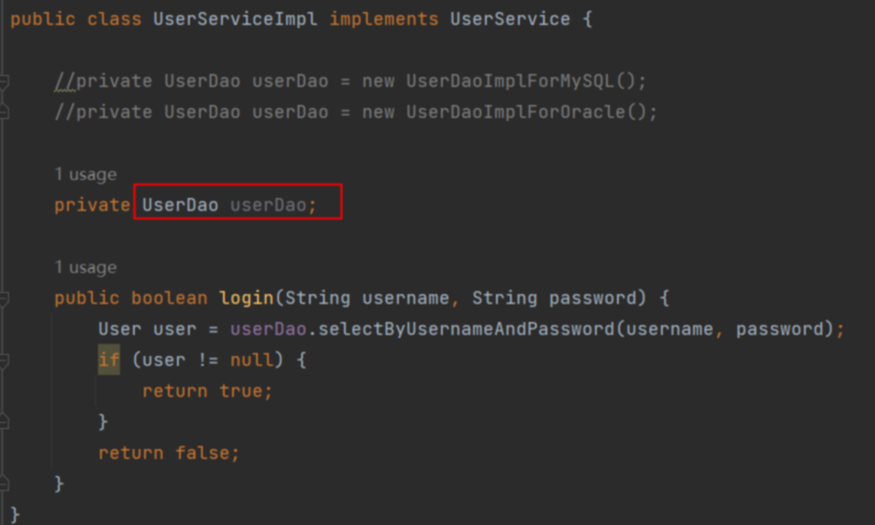 public class UserServiceImpl implements UserService {
//private UserDao userDao = new UserDaoImplForMySQL();
//private UserDao userDao = new UserDaoImplForOracle();
1 usage
private UserDao userDao;
1 usage
public boolean login(String username, String password) {
User user = userDao.selectByUsernameAndPassword(username, password);
if (user != null) {
return true;
}
return false;
}
}